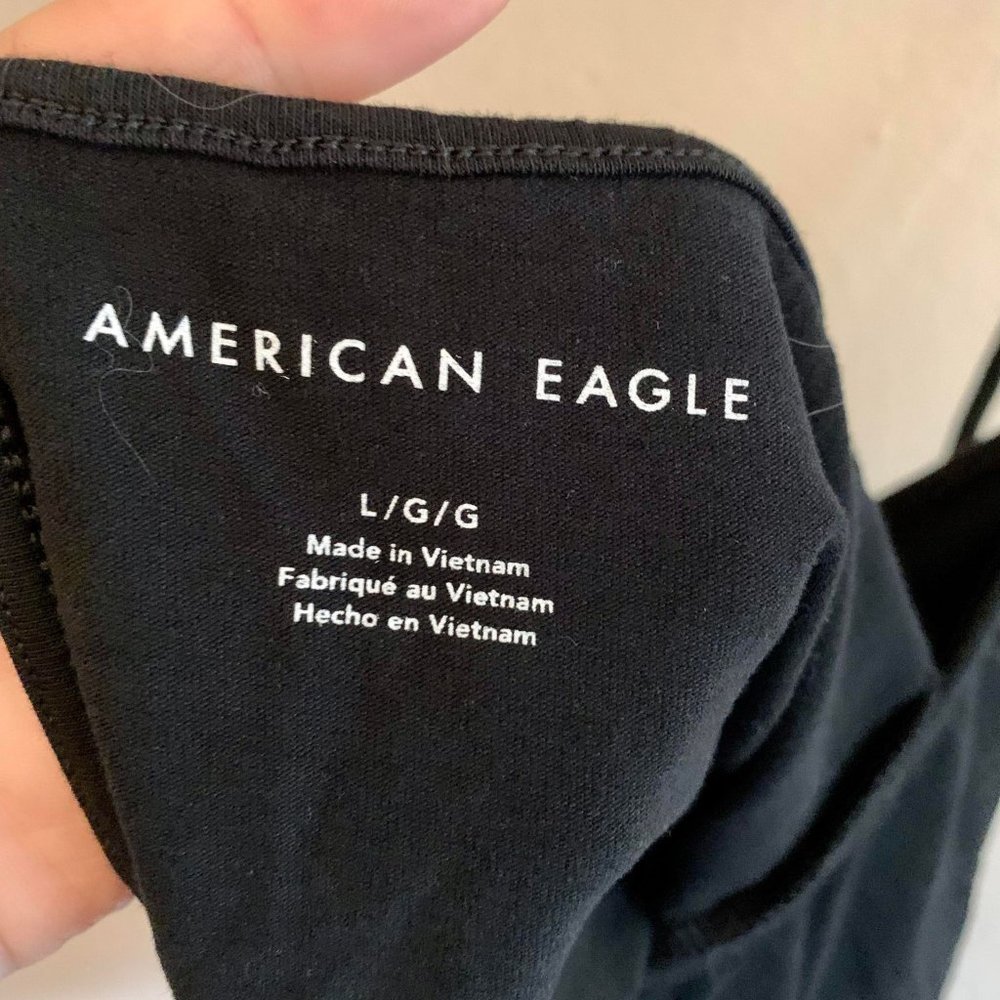 AMERICAN EAGLE
L/G/G
Made in Vietnam
Fabriqué au Vietnam
Hecho en Vietnam